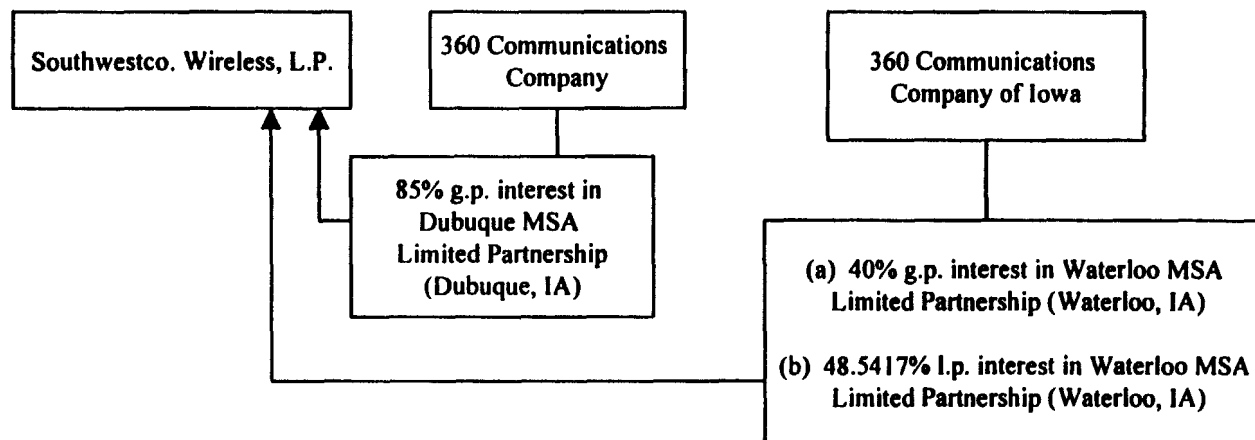 Southwestco. Wireless, L.P.
360 Communications
Company
360 Communications
Company of Iowa
85% g.p. interest in
Dubuque MSA
Limited Partnership
(Dubuque, IA)
(a) 40% g.p. interest in Waterloo MSA
Limited Partnership (Waterloo, IA)
(b) 48.5417% l.p. interest in Waterloo MSA
Limited Partnership (Waterloo, IA)